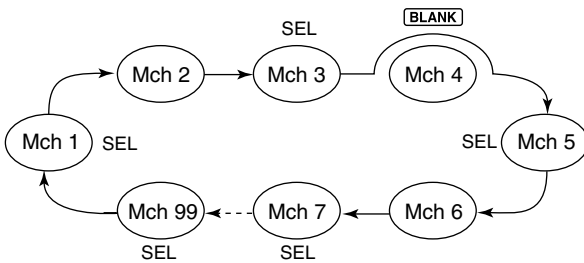 BLANK
SEL
Mch 2
Mch 3
Mch 4
Mch 1
SEL
SEL
Mch 5
Mch 99
Mch 7
Mch 6
SEL
SEL